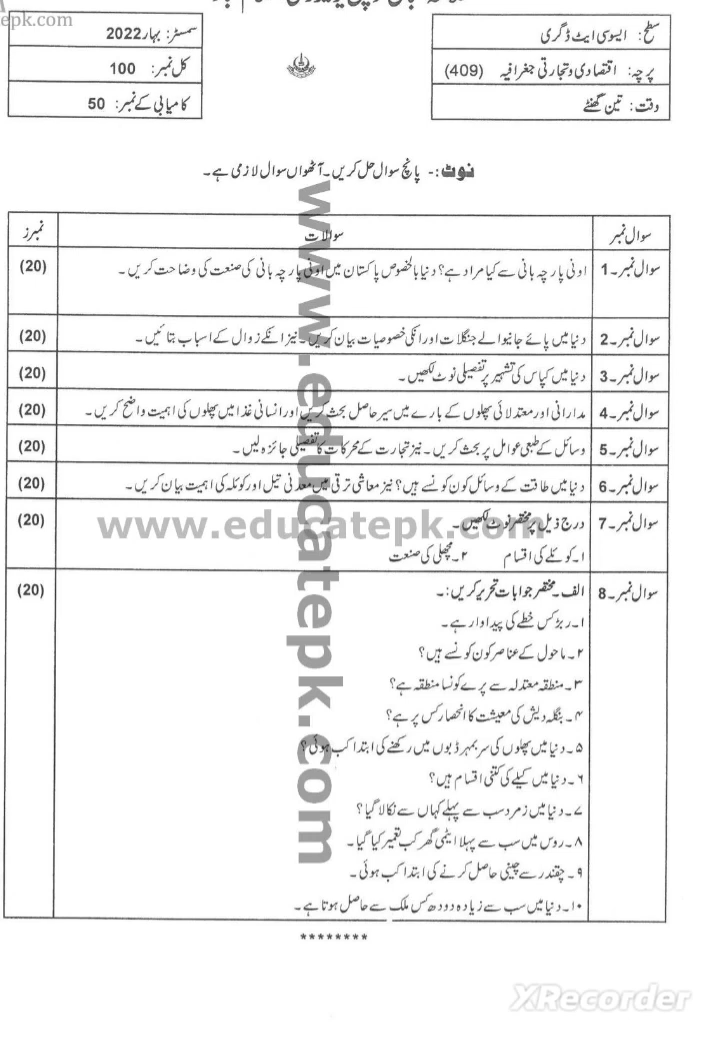 epk.com
سطح: ایسوسی ایٹ ڈگری
پرچہ: اقتصادی و تجارتی جغرافیہ (409)
وقت: تین گھنٹے
سمسٹر: بہار 2022
کل نمبر: 100
کامیابی کے نمبر: 50
نوٹ:- پانچ سوال حل کریں۔ آٹھواں سوال لازمی ہے۔
سوال نمبر سوالات نمبرز
سوال نمبر۔1 اونی پارچہ بانی سے کیا مراد ہے؟ دنیا بالخصوص پاکستان میں اونی پارچہ بانی کی صنعت کی وضاحت کریں۔ (20)
سوال نمبر۔2 دنیا میں پائے جانیوالے جنگلات اور انکی خصوصیات بیان کریں۔ نیز انکے زوال کے اسباب بتائیں۔ (20)
سوال نمبر۔3 دنیا میں کپاس کی تشہیر پر تفصیلی نوٹ لکھیں۔ (20)
سوال نمبر۔4 مدارانی اور معتدلائی پھلوں کے بارے میں سیر حاصل بحث کریں اور انسانی غذا میں پھلوں کی اہمیت واضح کریں۔ (20)
سوال نمبر۔5 وسائل کے طبعی عوامل پر بحث کریں۔ نیز تجارت کے محرکات کا تفصیلی جائزہ لیں۔ (20)
سوال نمبر۔6 دنیا میں طاقت کے وسائل کون کونسے ہیں؟ نیز معاشی ترقی میں معدنی تیل اور کوئلہ کی اہمیت بیان کریں۔ (20)
سوال نمبر۔7 درج ذیل پر مختصر نوٹ لکھیں۔ (20)
۱۔ کوئلے کی اقسام ۲۔ مچھلی کی صنعت
سوال نمبر۔8 الف۔ مختصر جوابات تحریر کریں:۔ (20)
۱۔ ربڑ کس خطے کی پیداوار ہے۔
۲۔ ماحول کے عناصر کون کونسے ہیں؟
۳۔ منطقہ معتدلہ سے پرے کونسا منطقہ ہے؟
۴۔ بنگلہ دیش کی معیشت کا انحصار کس پر ہے؟
۵۔ دنیا میں پھلوں کی سر بمہر ڈبوں میں رکھنے کی ابتدا کب ہوئی؟
۶۔ دنیا میں کیلے کی کتنی اقسام ہیں؟
۷۔ دنیا میں زمرد سب سے پہلے کہاں سے نکالا گیا؟
۸۔ روس میں سب سے پہلا ایٹمی گھر کب تعمیر کیا گیا۔
۹۔ چقندر سے چینی حاصل کرنے کی ابتدا کب ہوئی۔
۱۰۔ دنیا میں سب سے زیادہ دودھ کس ملک سے حاصل ہوتا ہے۔
********
www.educatepk.com
www.educatepk.com
XRecorder